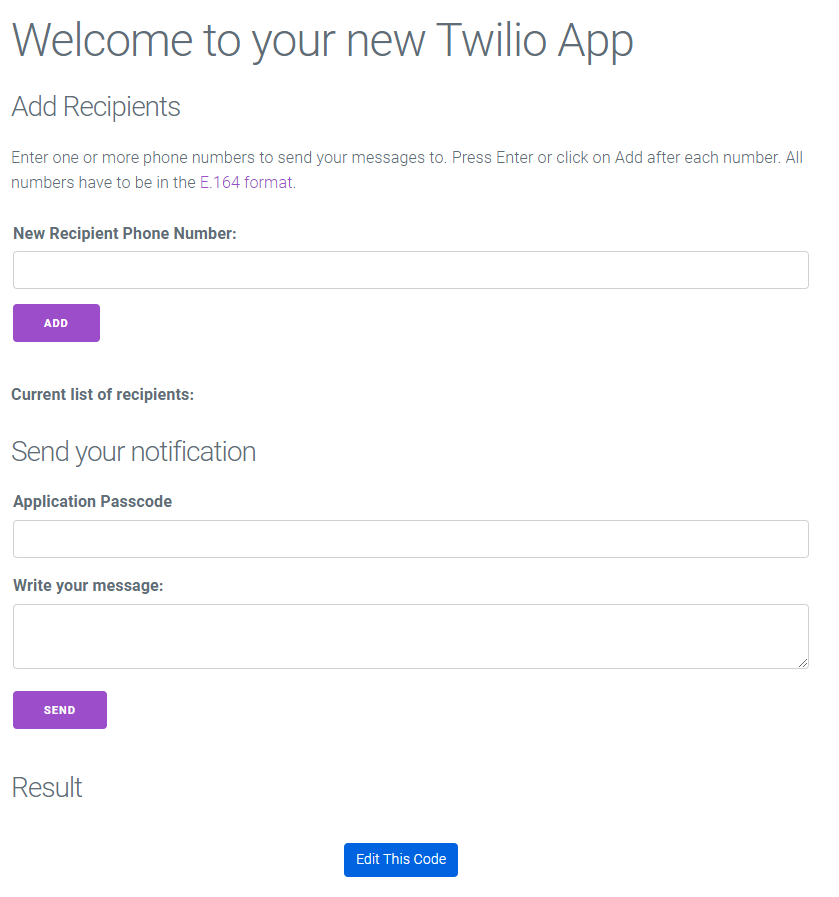 Welcome to your new Twilio App
Add Recipients
Enter one or more phone numbers to send your messages to. Press Enter or click on Add after each number. All
numbers have to be in the E.164 format.
New Recipient Phone Number:
ADD
Current list of recipients:
Send your notification
Application Passcode
Write your message:
SEND
Result
Edit This Code